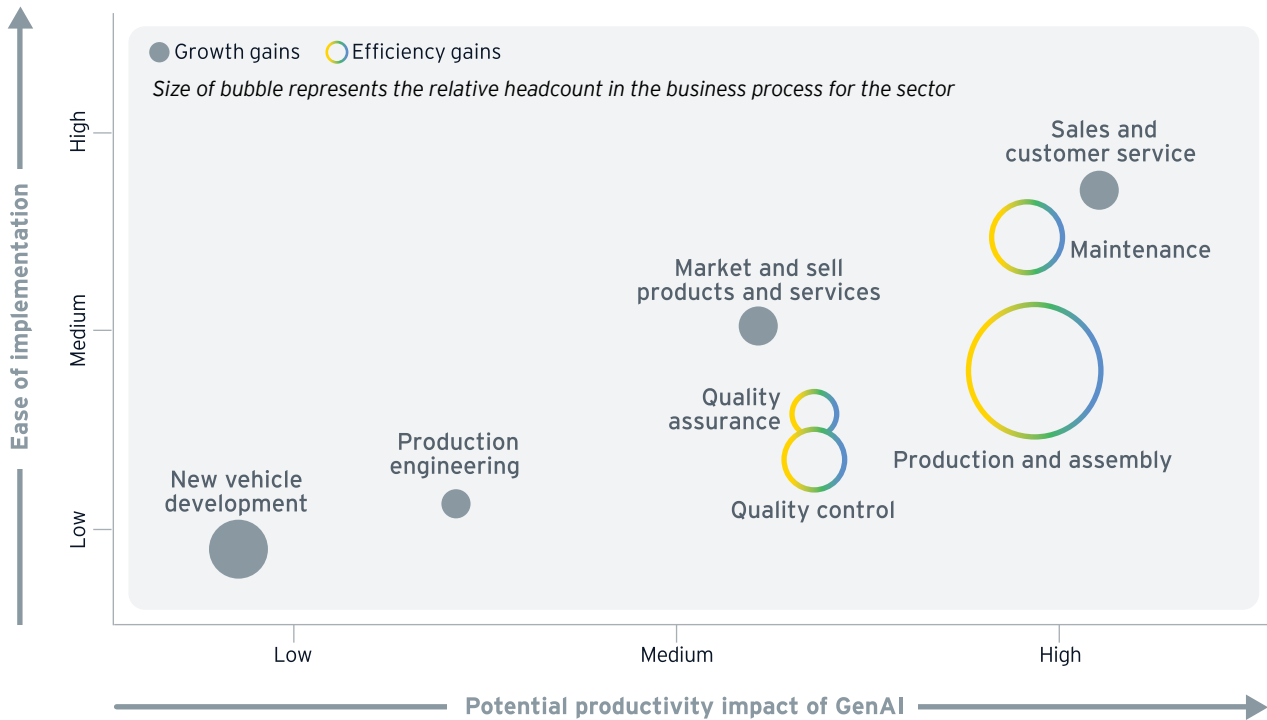 Growth gains
Efficiency gains
Size of bubble represents the relative headcount in the business process for the sector
Ease of implementation
High
Medium
Low
Sales and
customer service
Maintenance
Market and sell
products and services
Quality
assurance
Production and assembly
Production
engineering
Quality control
New vehicle
development
Low
Medium
High
Potential productivity impact of GenAI